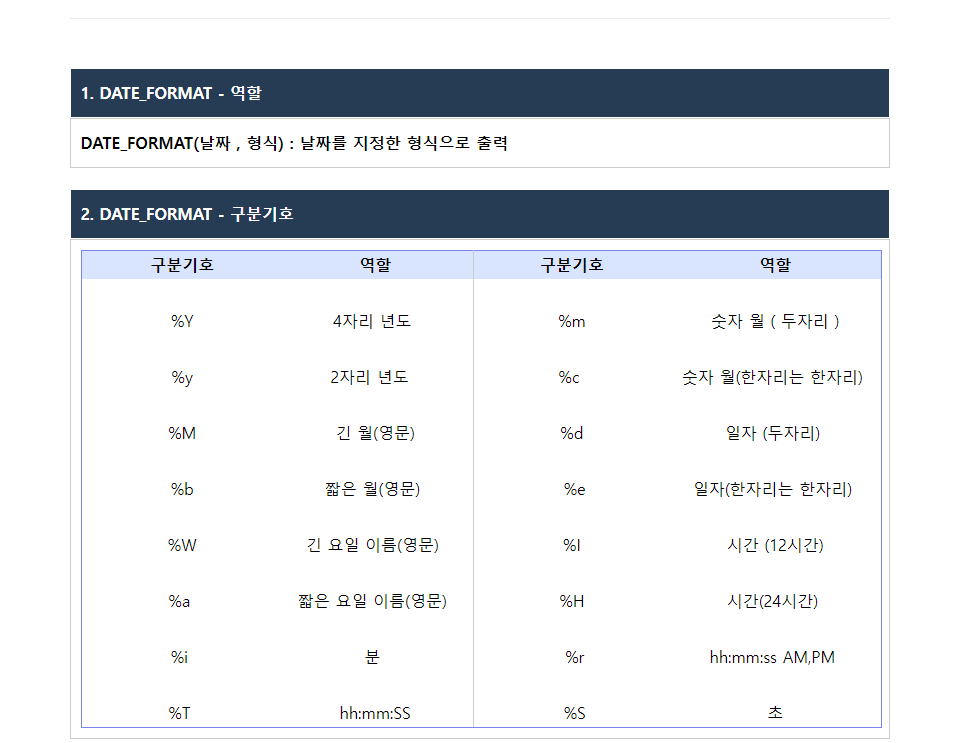 1. DATE_FORMAT - 역할
DATE_FORMAT(날짜 , 형식) : 날짜를 지정한 형식으로 출력
2. DATE_FORMAT - 구분기호
구분기호 역할 구분기호 역할
%Y 4자리 년도 %m 숫자 월 ( 두자리 )
%y 2자리 년도 %c 숫자 월(한자리는 한자리)
%M 긴 월(영문) %d 일자 (두자리)
%b 짧은 월(영문) %e 일자(한자리는 한자리)
%W 긴 요일 이름(영문) %I 시간 (12시간)
%a 짧은 요일 이름(영문) %H 시간(24시간)
%i 분 %r hh:mm:ss AM,PM
%T hh:mm:SS %S 초